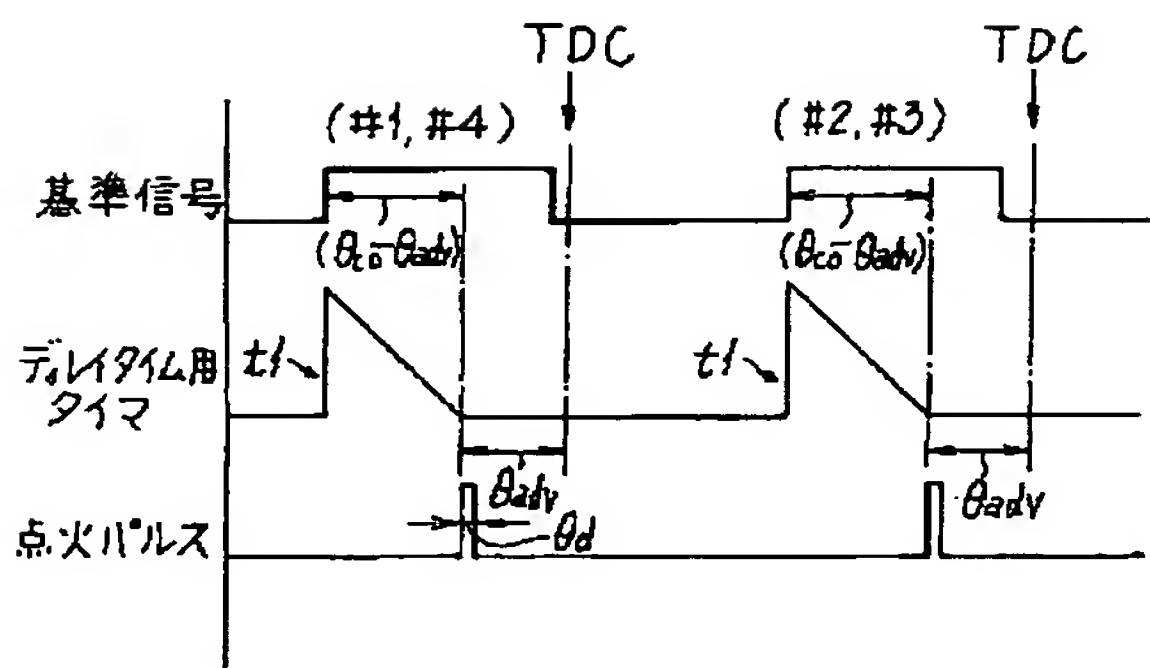 TDC TDC
(#1, #4) (#2, #3)
基準信号
(θco-θadv) (θco-θadv)
ディレイタイム用
タイマ
t1 t1
θadv θadv
点火パルス
θd